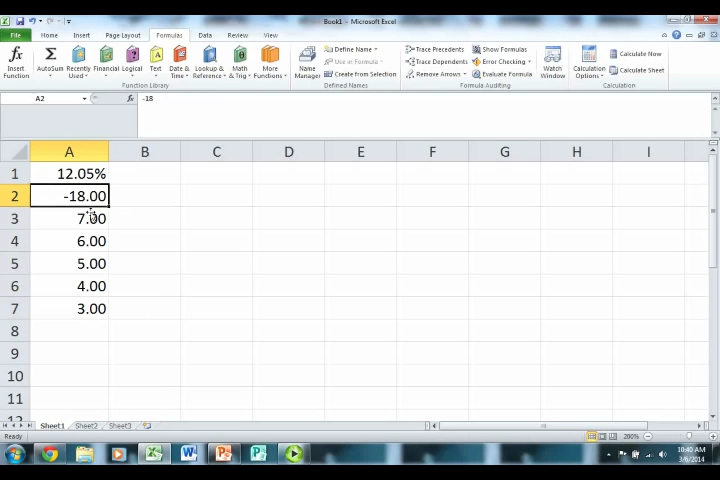 Book1 - Microsoft Excel
File Home Insert Page Layout Formulas Data Review View
Insert Function
AutoSum
Recently Used
Financial
Logical
Text
Date & Time
Lookup & Reference
Math & Trig
More Functions
Function Library
Name Manager
Define Name
Use in Formula
Create from Selection
Defined Names
Trace Precedents
Trace Dependents
Remove Arrows
Show Formulas
Error Checking
Evaluate Formula
Formula Auditing
Watch Window
Calculation Options
Calculate Now
Calculate Sheet
Calculation
A2 fx -18
A B C D E F G H I
1 12.05%
2 -18.00
3 7.00
4 6.00
5 5.00
6 4.00
7 3.00
8
9
10
11
12
Sheet1 Sheet2 Sheet3
Ready 200%
10:40 AM
3/6/2014